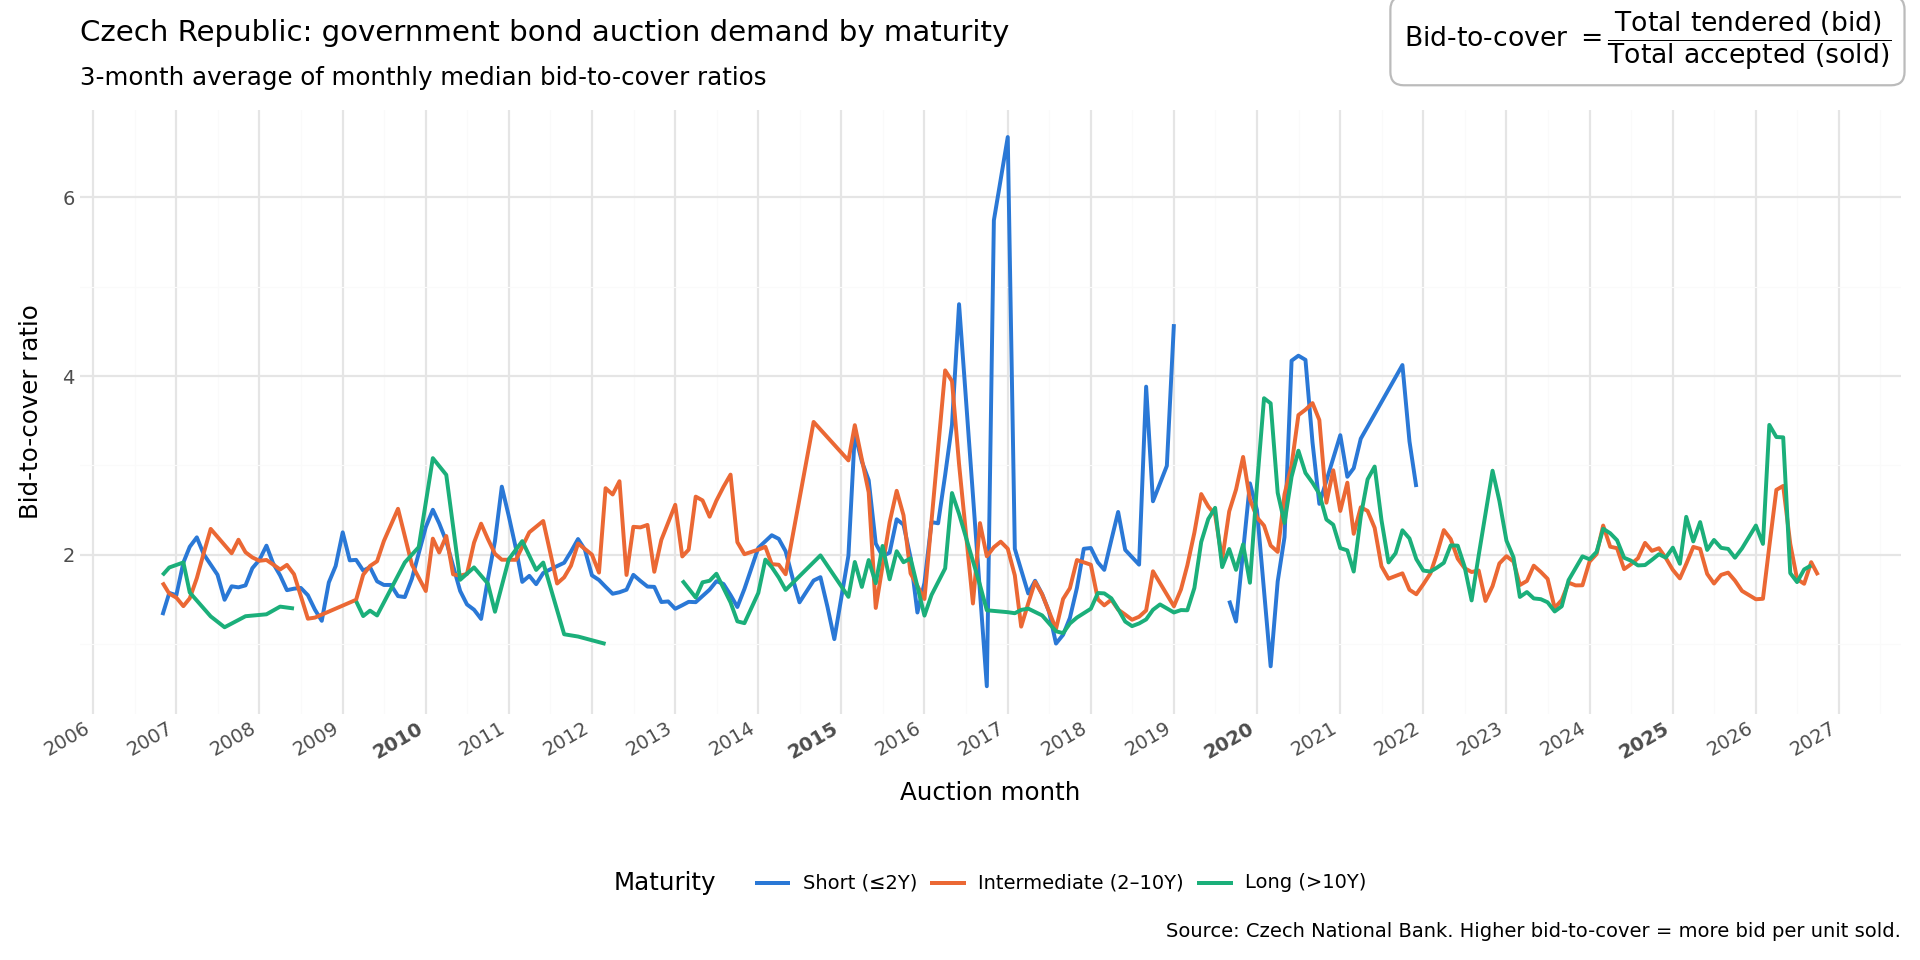 Czech Republic: government bond auction demand by maturity
3-month average of monthly median bid-to-cover ratios
Bid-to-cover = Total tendered (bid)
Total accepted (sold)
Bid-to-cover ratio
6
4
2
2006
2007
2008
2009
2010
2011
2012
2013
2014
2015
2016
2017
2018
2019
2020
2021
2022
2023
2024
2025
2026
2027
Auction month
Maturity
Short (≤2Y)
Intermediate (2–10Y)
Long (>10Y)
Source: Czech National Bank. Higher bid-to-cover = more bid per unit sold.